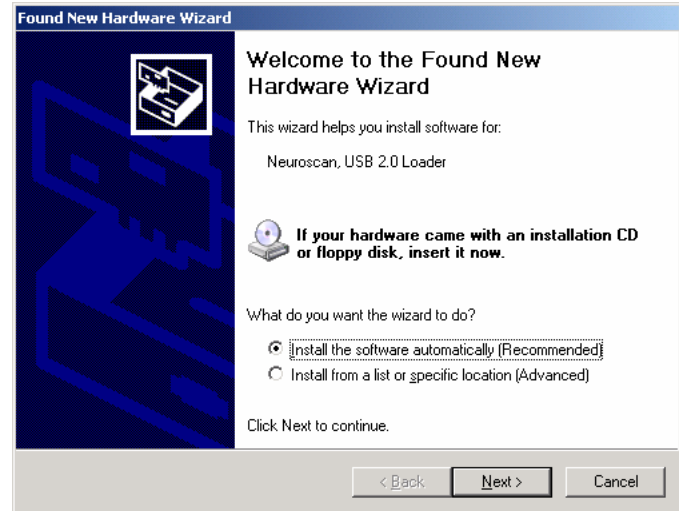 Found New Hardware Wizard
Welcome to the Found New
Hardware Wizard
This wizard helps you install software for:
Neuroscan, USB 2.0 Loader
If your hardware came with an installation CD
or floppy disk, insert it now.
What do you want the wizard to do?
Install the software automatically (Recommended)
Install from a list or specific location (Advanced)
Click Next to continue.
< Back
Next >
Cancel